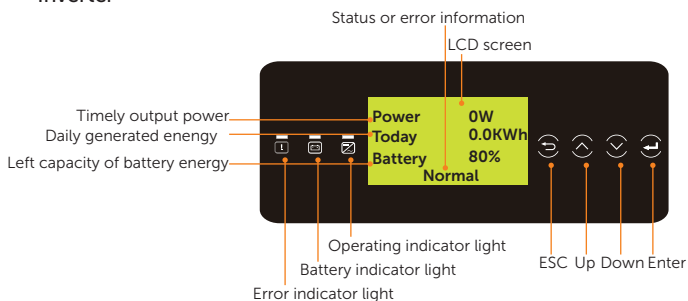 Inverter
Status or error information
LCD screen
Timely output power
Daily generated energy
Left capacity of battery energy
Power 0W
Today 0.0KWh
Battery 80%
Normal
Operating indicator light
Battery indicator light
Error indicator light
ESC Up Down Enter